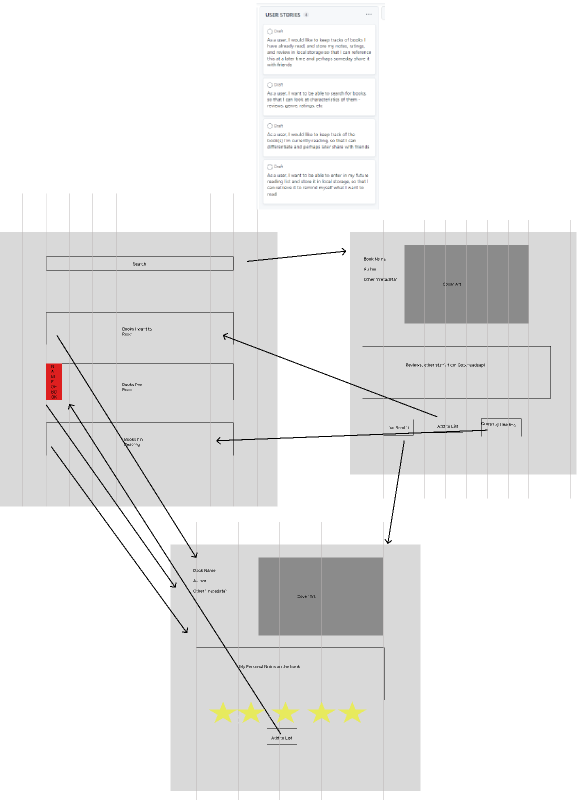 USER STORIES 4
Draft
As a user, I would like to keep tracks of books I
have already read and store my notes, ratings,
and review in local storage so that I can reference
this at a later time and perhaps someday share it
with friends
Draft
As a user, I want to be able to search for books,
so that I can look at characteristics of them -
reviews, genre, ratings, etc
Draft
As a user, I would like to keep track of the
book(s) I'm currently reading so that I can
differentiate and perhaps later share with friends
Draft
As a user, I want to be able to enter in my future
reading list and store it in local storage, so that I
can
remind myself what I want to
read
Search
Books I want to
Read
Books I've
Read
Books I'm
Reading
Book Name
Author
Other metadata
Cover Art
Reviews, other stuff from Goodreads api
I've Read It
Add to List
Currently Reading
Book Name
Author
Other metadata
Cover Art
My Personal Notes on the book
Add to List